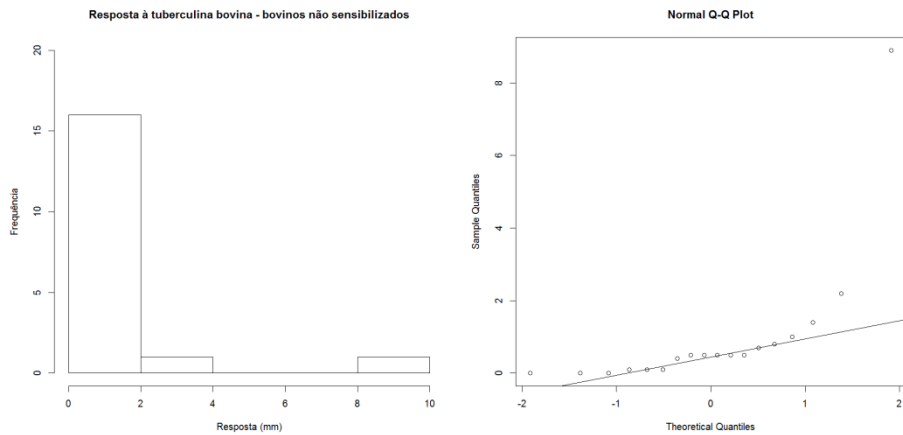 Resposta à tuberculina bovina - bovinos não sensibilizados
Frequência
20
15
10
5
0
0 2 4 6 8 10
Resposta (mm)
Normal Q-Q Plot
Sample Quantiles
8
6
4
2
0
-2 -1 0 1 2
Theoretical Quantiles